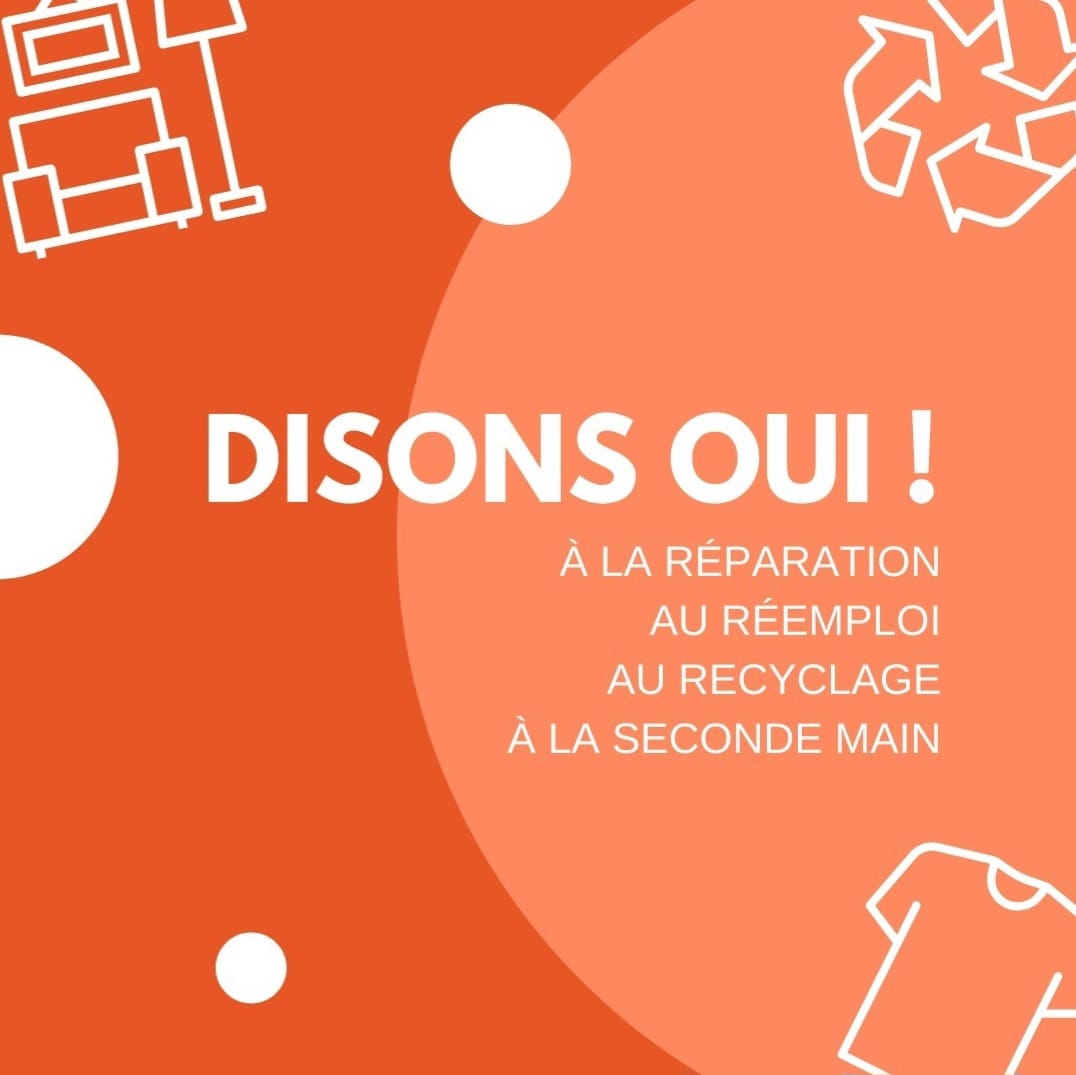 DISONS OUI !
À LA RÉPARATION
AU RÉEMPLOI
AU RECYCLAGE
À LA SECONDE MAIN